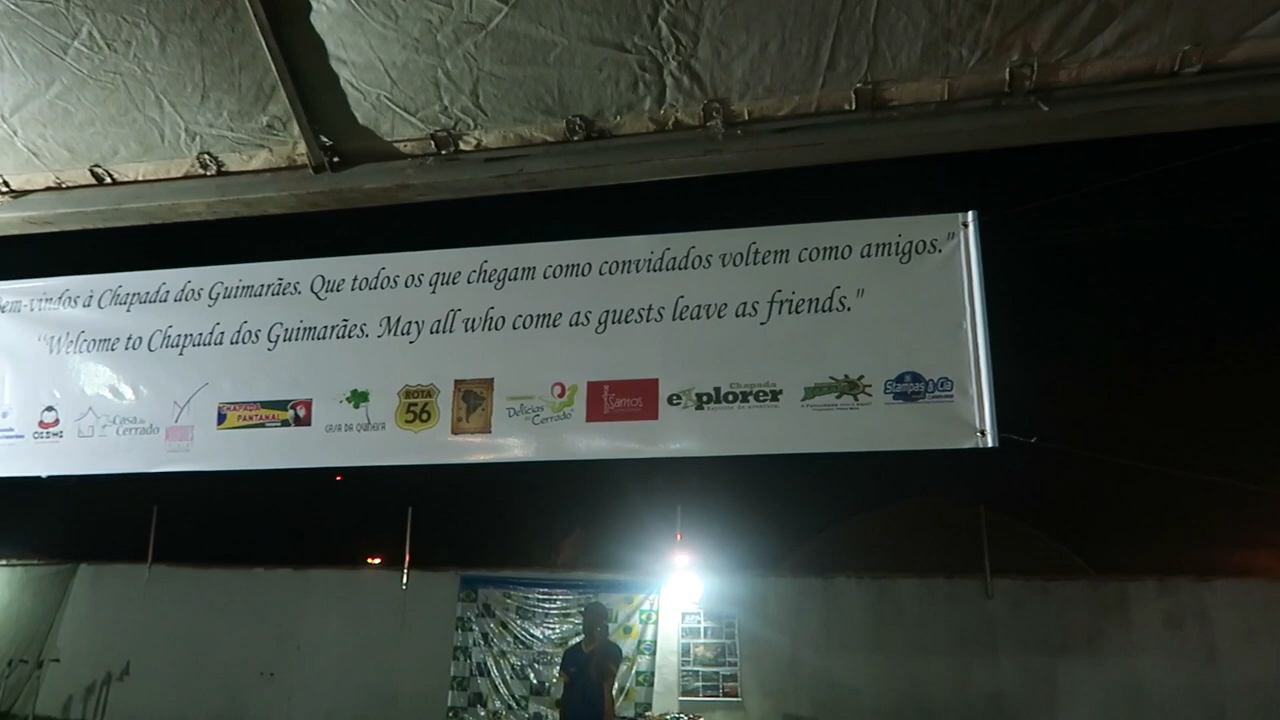 em-vindos à Chapada dos Guimarães. Que todos os que chegam como convidados voltem como amigos."
"Welcome to Chapada dos Guimarães. May all who come as guests leave as friends."
Casa do Cerrado
CHAPADA PANTANAL
CASA DA QUINEIRA
ROTA 56
Delícias do Cerrado
Santos
Chapada
explorer
Stampas & Cia